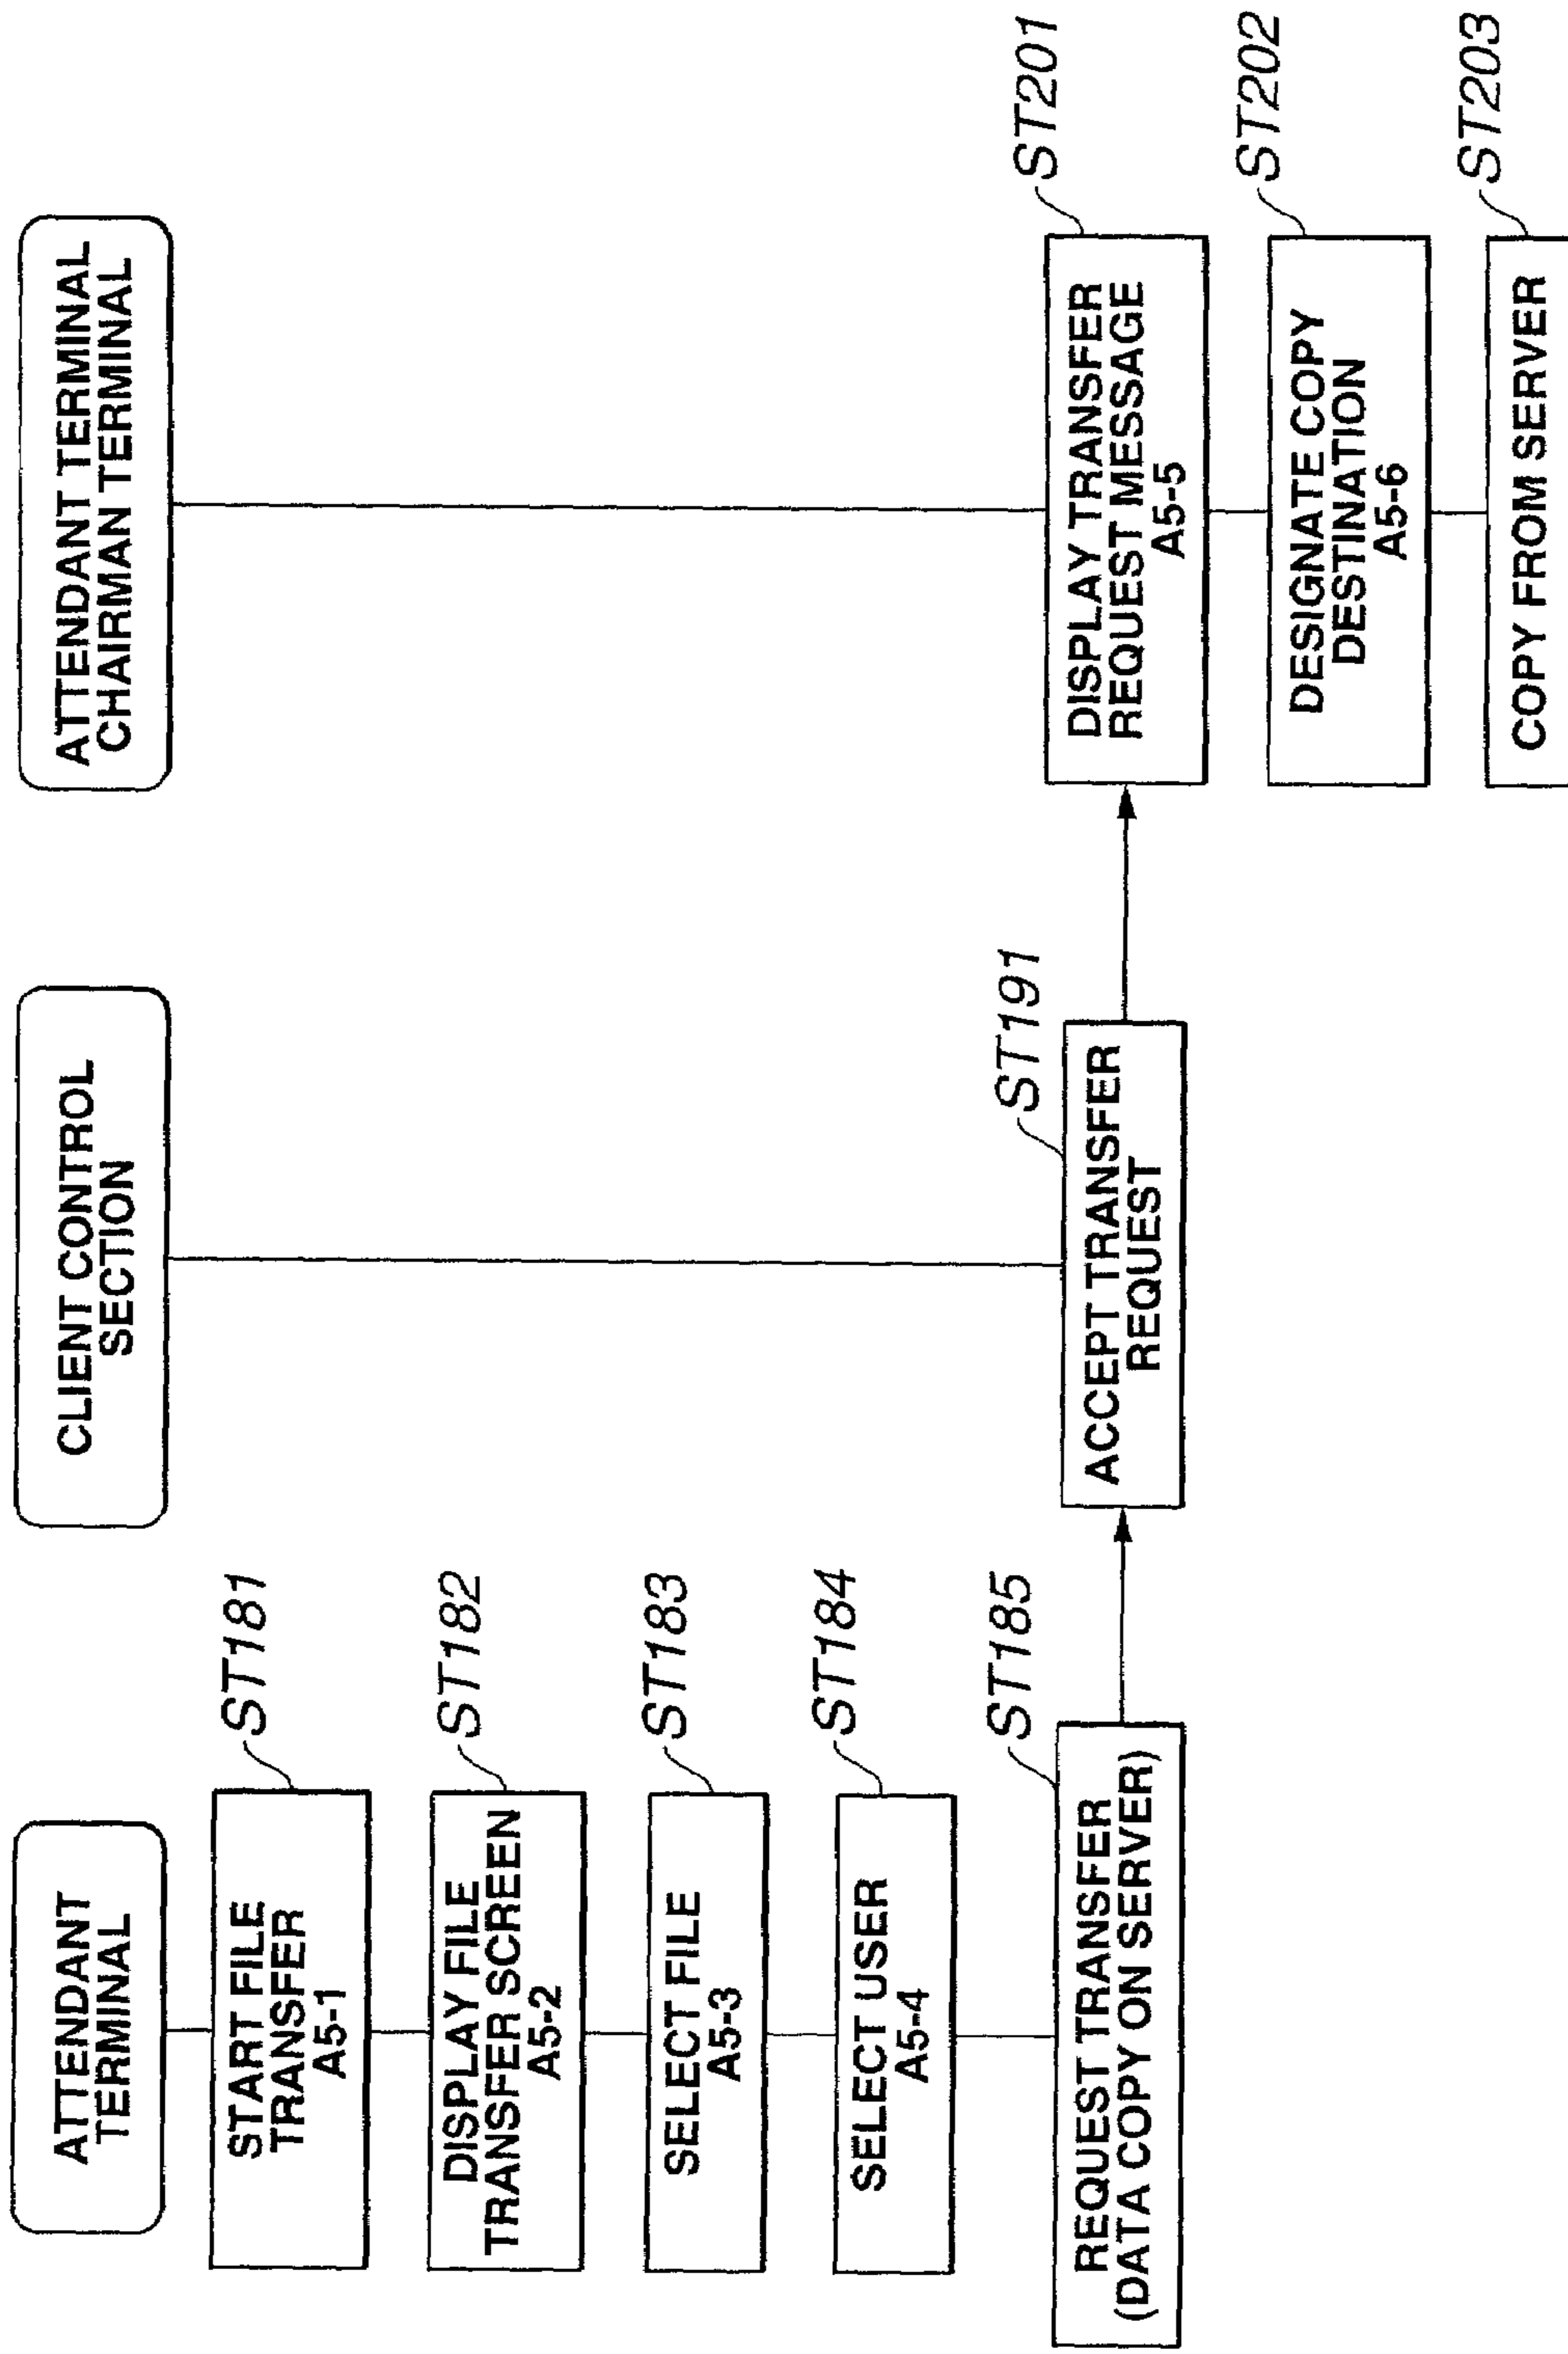 ATTENDANT
TERMINAL
START FILE
TRANSFER
A5-1
ST181
DISPLAY FILE
TRANSFER SCREEN
A5-2
ST182
SELECT FILE
A5-3
ST183
SELECT USER
A5-4
ST184
REQUEST TRANSFER
(DATA COPY ON SERVER)
ST185
CLIENT CONTROL
SECTION
ACCEPT TRANSFER
REQUEST
ST191
ATTENDANT TERMINAL
CHAIRMAN TERMINAL
DISPLAY TRANSFER
REQUEST MESSAGE
A5-5
ST201
DESIGNATE COPY
DESTINATION
A5-6
ST202
COPY FROM SERVER
ST203